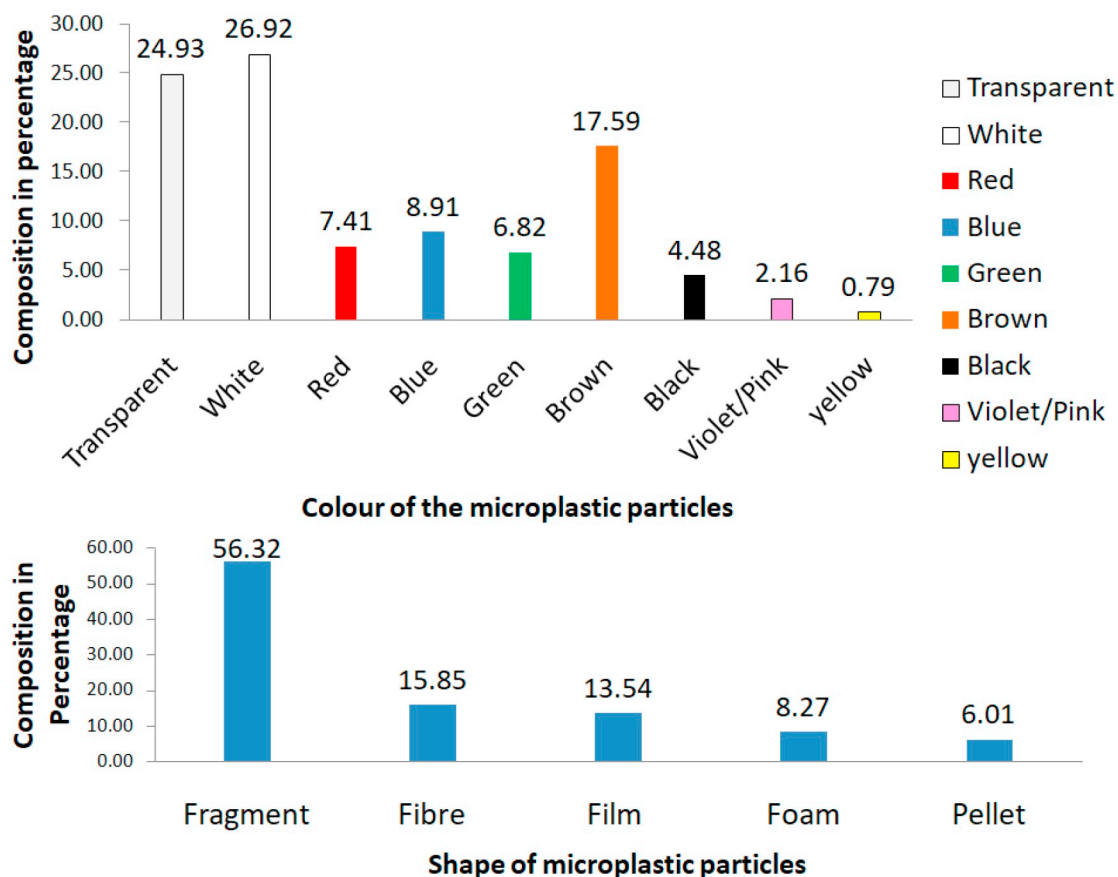 Composition in percentage
30.00
25.00
20.00
15.00
10.00
5.00
0.00
24.93
26.92
7.41
8.91
6.82
17.59
4.48
2.16
0.79
Transparent
White
Red
Blue
Green
Brown
Black
Violet/Pink
yellow
Colour of the microplastic particles
Transparent
White
Red
Blue
Green
Brown
Black
Violet/Pink
yellow
Composition in
Percentage
60.00
50.00
40.00
30.00
20.00
10.00
0.00
56.32
15.85
13.54
8.27
6.01
Fragment
Fibre
Film
Foam
Pellet
Shape of microplastic particles